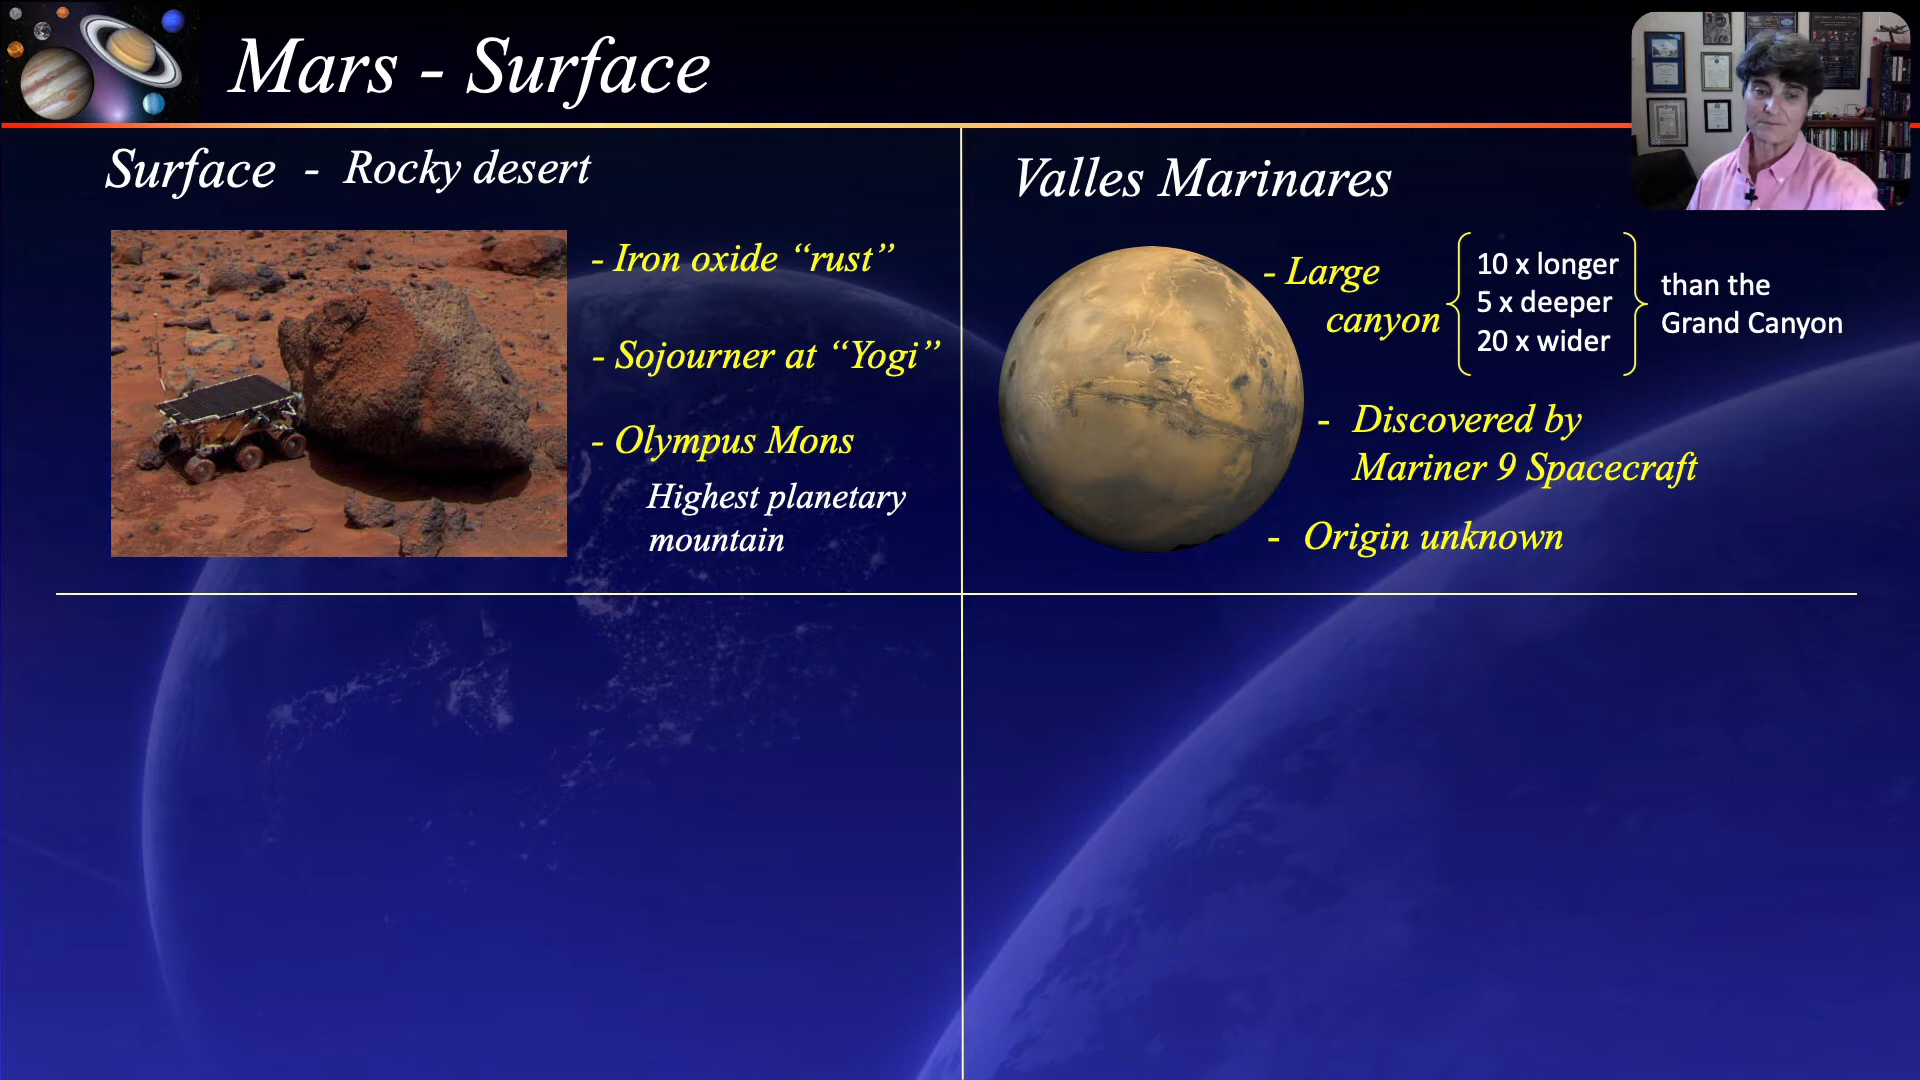 Mars - Surface
Surface - Rocky desert
- Iron oxide “rust”
- Sojourner at “Yogi”
- Olympus Mons
Highest planetary
mountain
Valles Marinares
- Large
canyon
10 x longer
5 x deeper
20 x wider
than the
Grand Canyon
- Discovered by
Mariner 9 Spacecraft
- Origin unknown